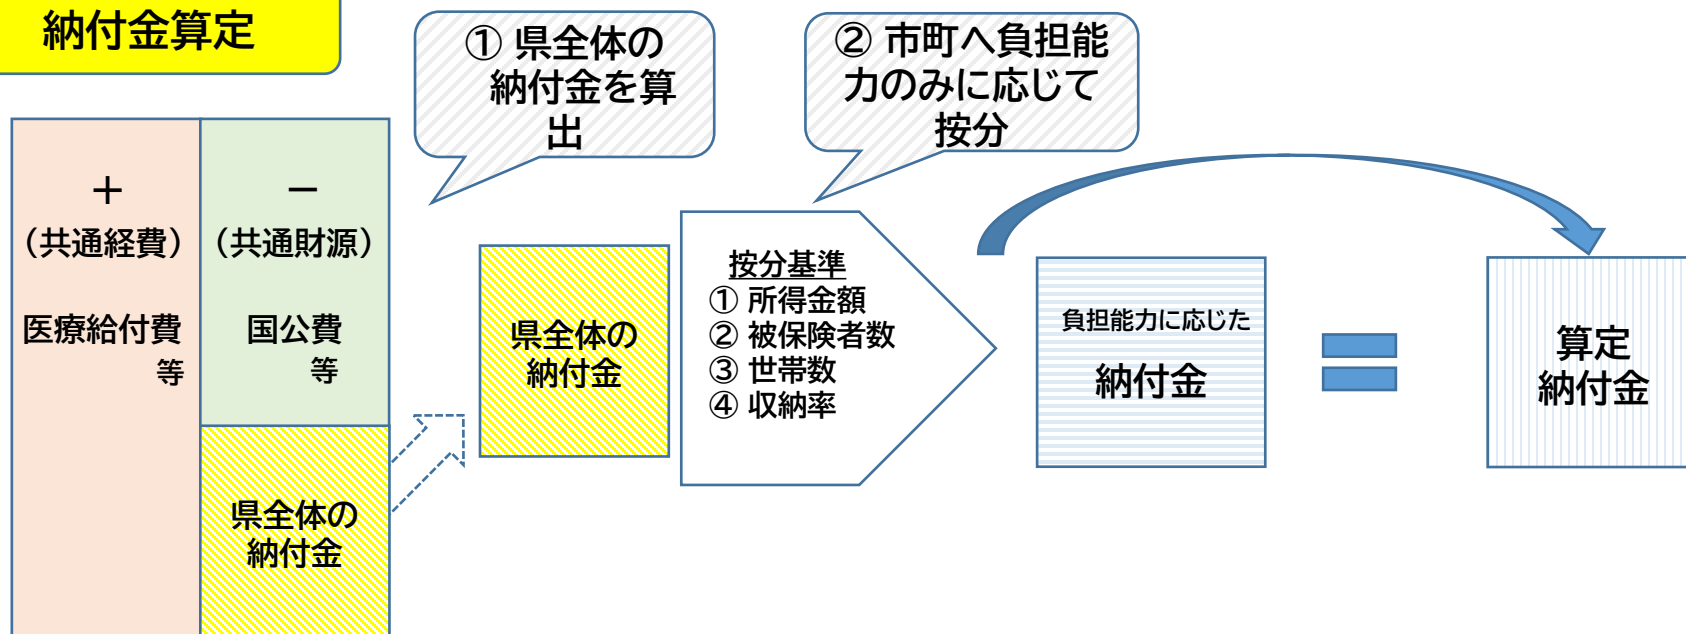 納付金算定
① 県全体の
納付金を算
出
② 市町へ負担能
力のみに応じて
按分
＋
（共通経費）
医療給付費
等
－
（共通財源）
国公費
等
県全体の
納付金
県全体の
納付金
按分基準
① 所得金額
② 被保険者数
③ 世帯数
④ 収納率
負担能力に応じた
納付金
算定
納付金